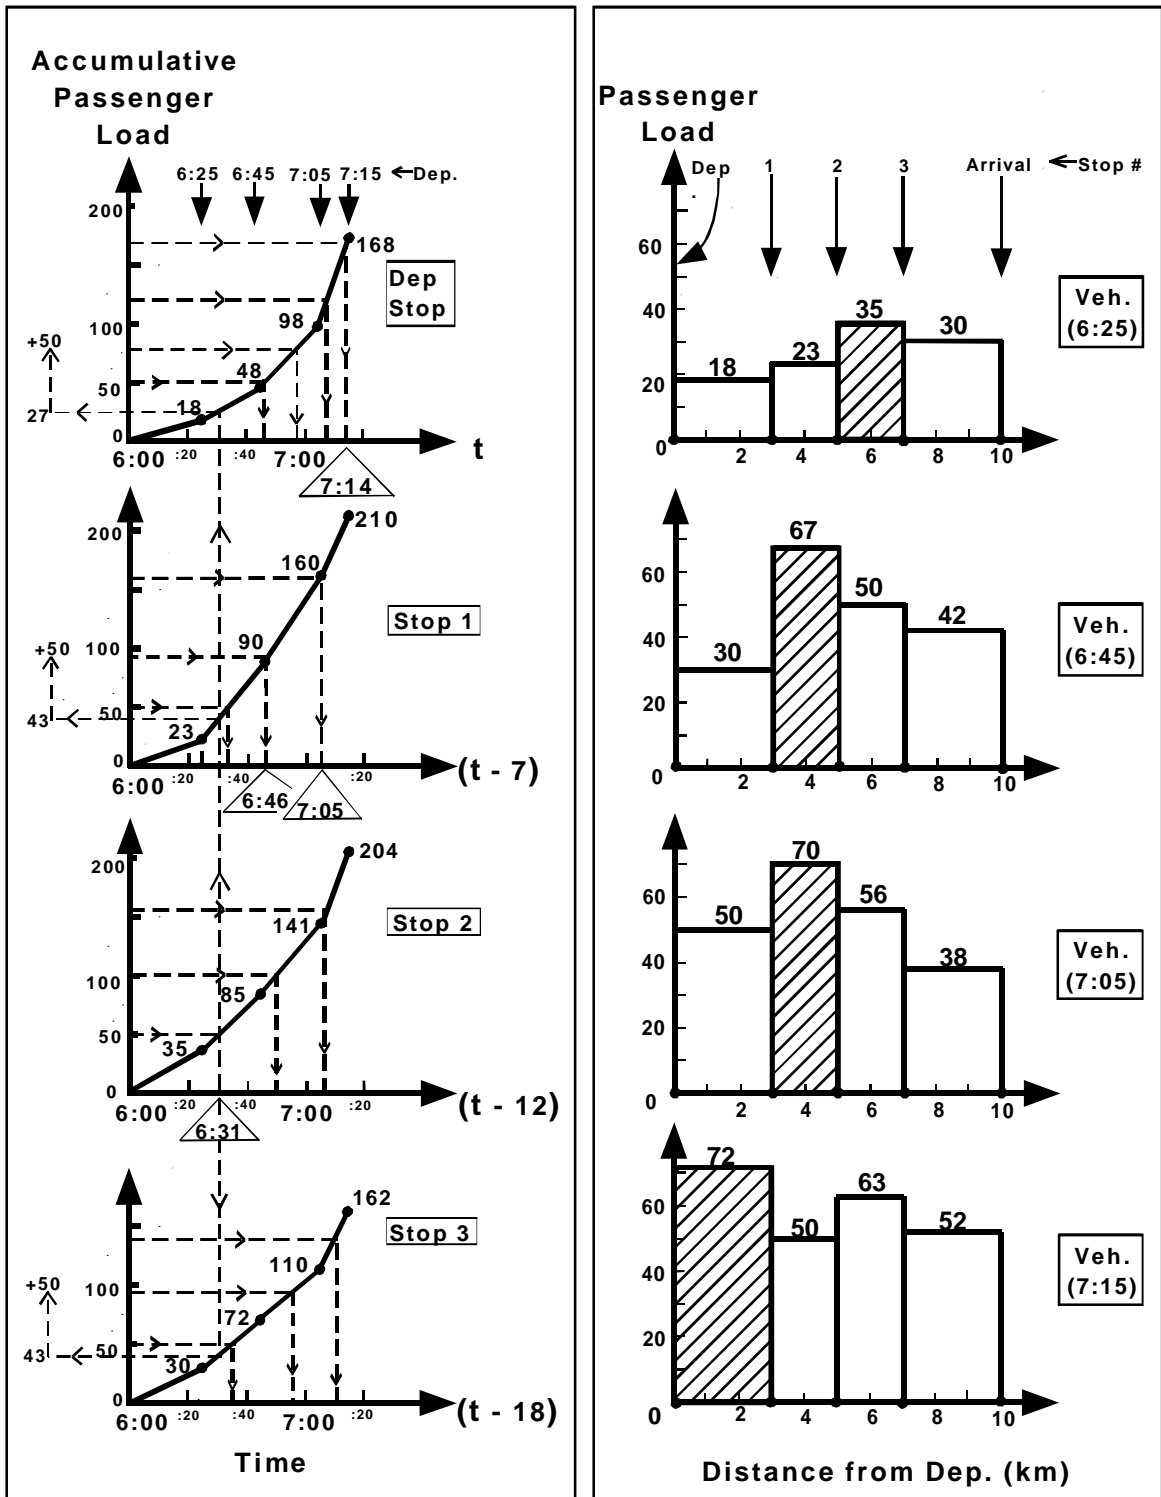 Accumulative
Passenger
Load
6:25 6:45 7:05 7:15 Dep.
200
168
Dep
Stop
100
98
+50
50
48
27
18
0
6:00 :20 :40 7:00
t
7:14
200
210
160
Stop 1
100
90
+50
50
43
23
0
6:00 :20 :40 :20
(t - 7)
6:46
7:05
200
204
141
Stop 2
100
85
50
35
0
6:00 :20 :40 7:00 :20
(t - 12)
6:31
162
Stop 3
110
100
+50
72
50
43
30
0
6:00 :20 :40 7:00 :20
(t - 18)
Time
Passenger
Load
Dep 1 2 3 Arrival Stop #
60
40
20
0
18
23
35
30
2 4 6 8 10
Veh.
(6:25)
60
40
20
0
30
67
50
42
2 4 6 8 10
Veh.
(6:45)
60
40
20
0
50
70
56
38
2 4 6 8 10
Veh.
(7:05)
60
40
20
0
72
50
63
52
2 4 6 8 10
Veh.
(7:15)
Distance from Dep. (km)